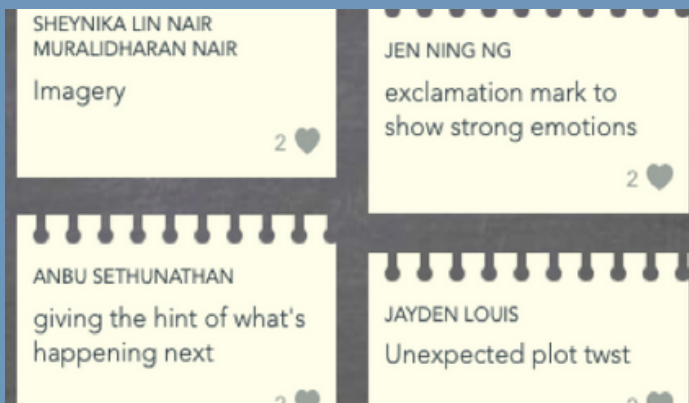 SHEYNIKA LIN NAIR
MURALIDHARAN NAIR
Imagery
2
JEN NING NG
exclamation mark to
show strong emotions
2
ANBU SETHUNATHAN
giving the hint of what's
happening next
JAYDEN LOUIS
Unexpected plot twst